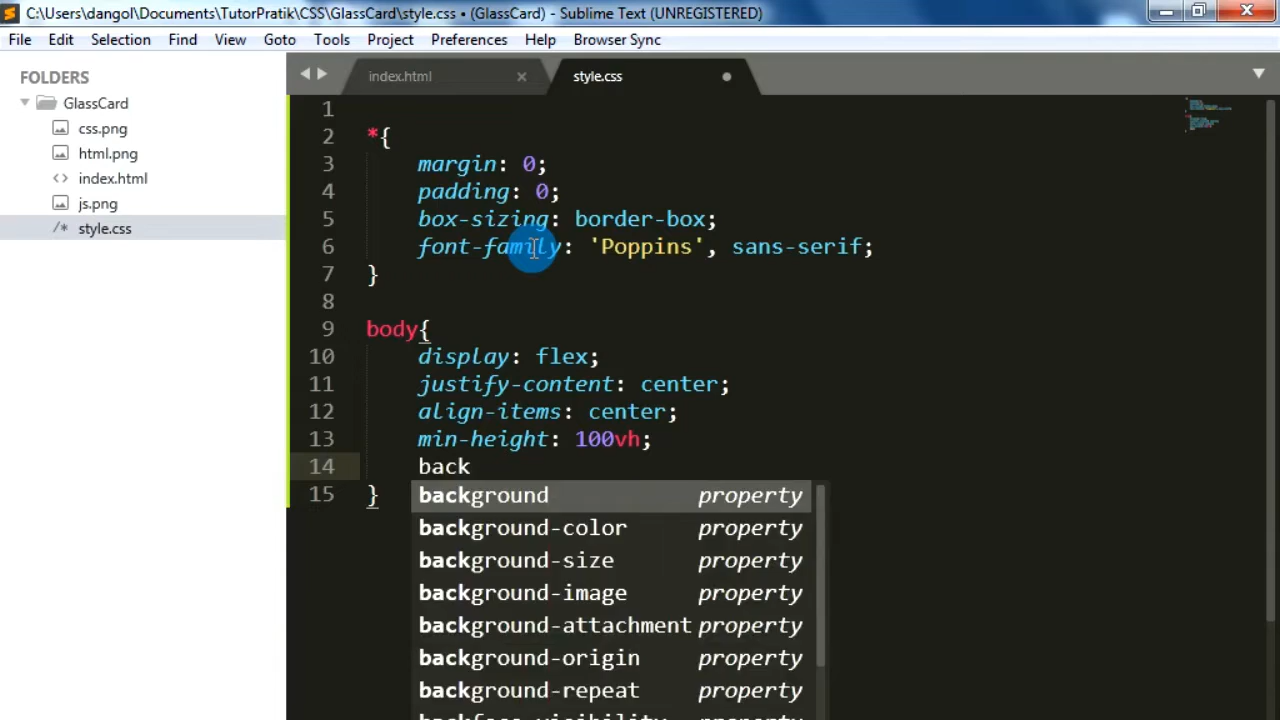 C:\Users\dangol\Documents\TutorPratik\CSS\GlassCard\style.css • (GlassCard) - Sublime Text (UNREGISTERED)
File Edit Selection Find View Goto Tools Project Preferences Help Browser Sync
FOLDERS
GlassCard
css.png
html.png
index.html
js.png
/* style.css
index.html
style.css
1
2 *{
3 margin: 0;
4 padding: 0;
5 box-sizing: border-box;
6 font-family: 'Poppins', sans-serif;
7 }
8
9 body{
10 display: flex;
11 justify-content: center;
12 align-items: center;
13 min-height: 100vh;
14 back
15 }
background property
background-color property
background-size property
background-image property
background-attachment property
background-origin property
background-repeat property
backface-visibility property